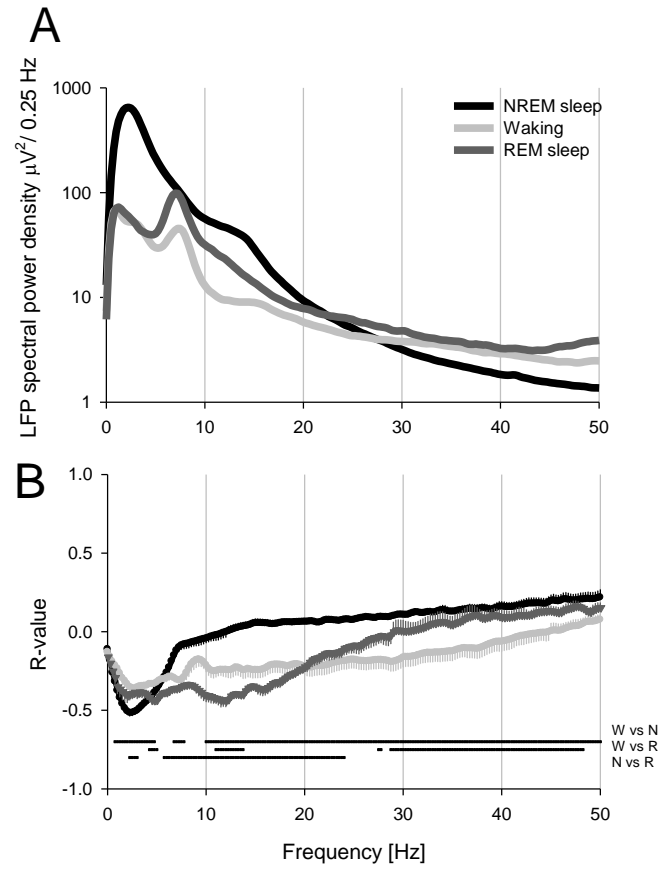 A
LFP spectral power density μV²/ 0.25 Hz
1000
100
10
1
NREM sleep
Waking
REM sleep
0 10 20 30 40 50
B
R-value
1.0
0.5
0.0
-0.5
-1.0
W vs N
W vs R
N vs R
0 10 20 30 40 50
Frequency [Hz]